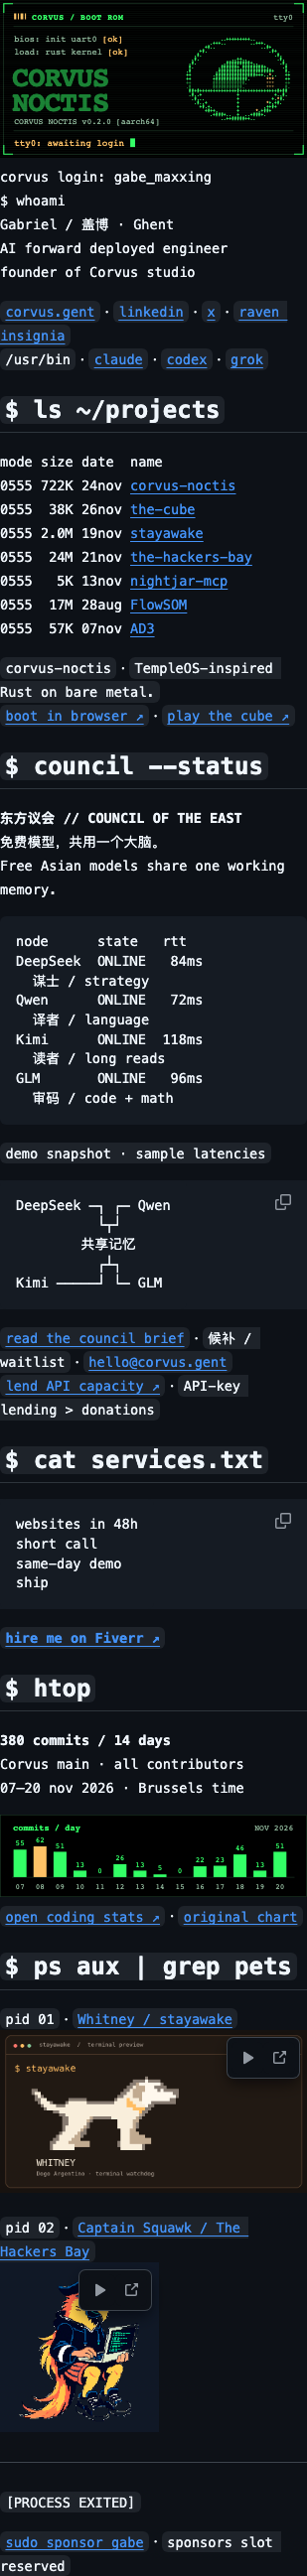 CORVUS / BOOT ROM tty0
bios: init uart0 [ok]
load: rust kernel [ok]
CORVUS
NOCTIS
CORVUS NOCTIS v0.2.0 [aarch64]
tty0: awaiting login
corvus login: gabe_maxxing
$ whoami
Gabriel / 盖博 · Ghent
AI forward deployed engineer
founder of Corvus studio
corvus.gent · linkedin · x · raven
insignia
/usr/bin · claude · codex · grok
$ ls ~/projects
mode size date name
0555 722K 24nov corvus-noctis
0555 38K 26nov the-cube
0555 2.0M 19nov stayawake
0555 24M 21nov the-hackers-bay
0555 5K 13nov nightjar-mcp
0555 17M 28aug FlowSOM
0555 57K 07nov AD3
corvus-noctis · TempleOS-inspired
Rust on bare metal.
boot in browser ↗ · play the cube ↗
$ council --status
东方议会 // COUNCIL OF THE EAST
免费模型，共用一个大脑。
Free Asian models share one working
memory.
node state rtt
DeepSeek ONLINE 84ms
谋士 / strategy
Qwen ONLINE 72ms
译者 / language
Kimi ONLINE 118ms
读者 / long reads
GLM ONLINE 96ms
审码 / code + math
demo snapshot · sample latencies
DeepSeek Qwen
共享记忆
Kimi GLM
read the council brief · 候补 /
waitlist · hello@corvus.gent
lend API capacity ↗ · API-key
lending > donations
$ cat services.txt
websites in 48h
short call
same-day demo
ship
hire me on Fiverr ↗
$ htop
380 commits / 14 days
Corvus main · all contributors
07–20 nov 2026 · Brussels time
commits / day NOV 2026
55 62 51 13 0 26 13 5 0 22 23 46 13 51
07 08 09 10 11 12 13 14 15 16 17 18 19 20
open coding stats ↗ · original chart
$ ps aux | grep pets
pid 01 · Whitney / stayawake
stayawake / terminal preview
$ stayawake
WHITNEY
Dogo Argentino · terminal watchdog
pid 02 · Captain Squawk / The
Hackers Bay
[PROCESS EXITED]
sudo sponsor gabe · sponsors slot
reserved